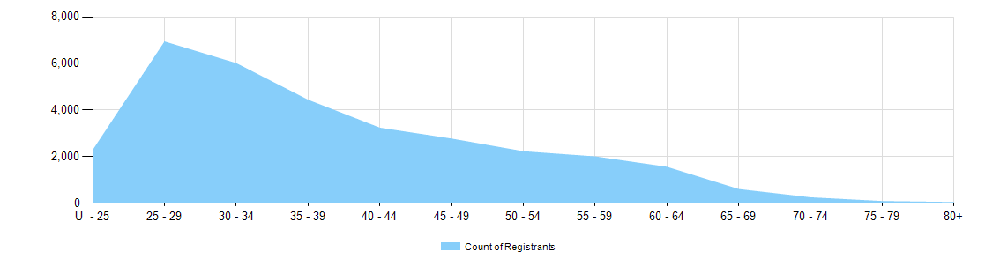 8,000
6,000
4,000
2,000
0
U - 25 25 - 29 30 - 34 35 - 39 40 - 44 45 - 49 50 - 54 55 - 59 60 - 64 65 - 69 70 - 74 75 - 79 80+
Count of Registrants